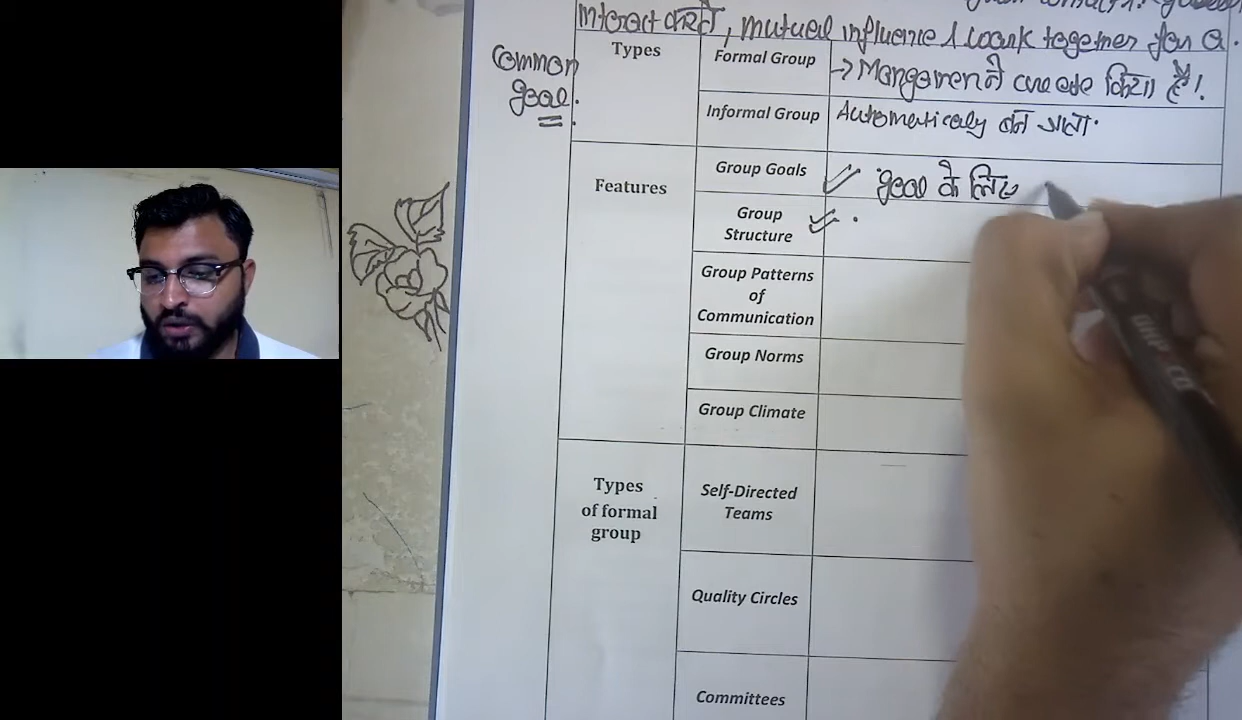 Interact करते, mutual influence & work together for a.
Common
goal.
Types
Formal Group
→ Mangemen ने create किया है।
Informal Group
Automatically बन जाता.
Features
Group Goals
goal के लिए
Group
Structure
Group Patterns
of
Communication
Group Norms
Group Climate
Types
of formal
group
Self-Directed
Teams
Quality Circles
Committees